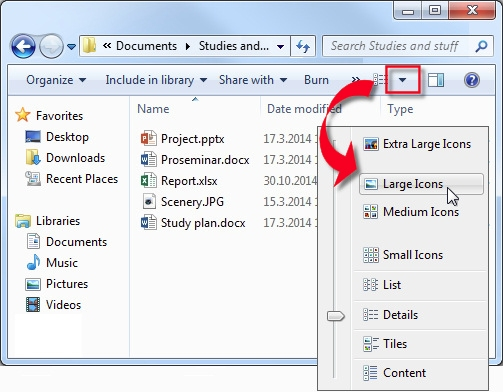 Documents Studies and... Search Studies and stuff
Organize Include in library Share with Burn »
Favorites
Desktop
Downloads
Recent Places
Libraries
Documents
Music
Pictures
Videos
Name Date modified Type
Project.pptx 17.3.2014 1
Proseminar.docx 17.3.2014
Report.xlsx 30.10.2014
Scenery.JPG 15.3.2014
Study plan.docx 17.3.2014
Extra Large Icons
Large Icons
Medium Icons
Small Icons
List
Details
Tiles
Content